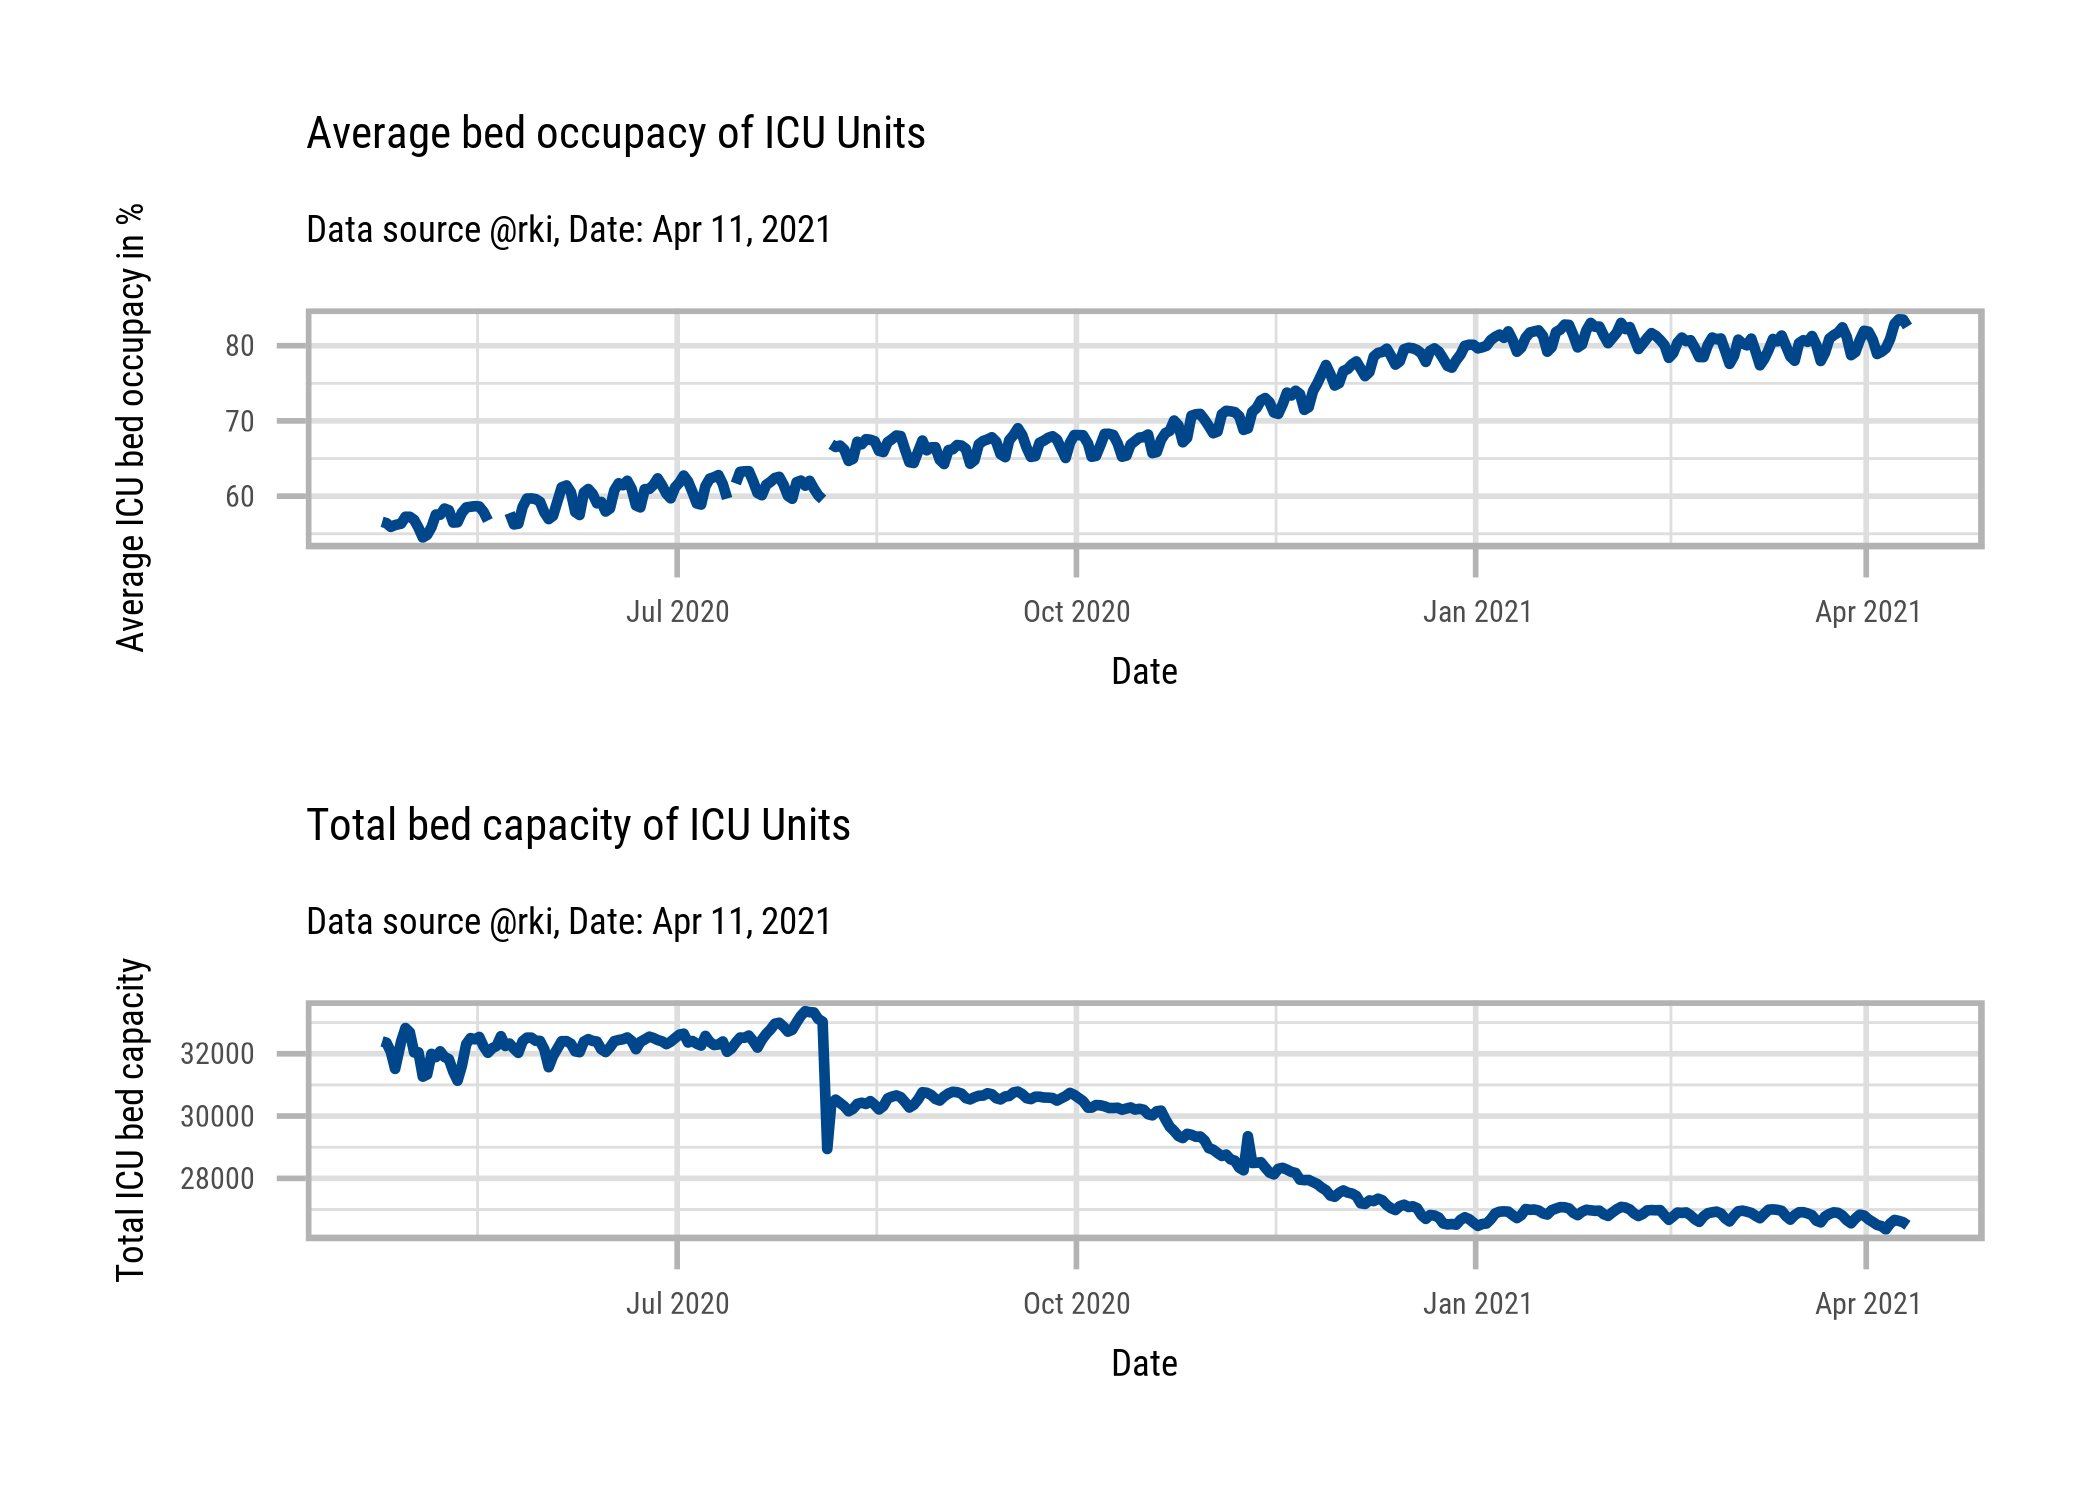 Average bed occupacy of ICU Units
Data source @rki, Date: Apr 11, 2021
Average ICU bed occupacy in %
80
70
60
Jul 2020
Oct 2020
Jan 2021
Apr 2021
Date
Total bed capacity of ICU Units
Data source @rki, Date: Apr 11, 2021
Total ICU bed capacity
32000
30000
28000
Jul 2020
Oct 2020
Jan 2021
Apr 2021
Date